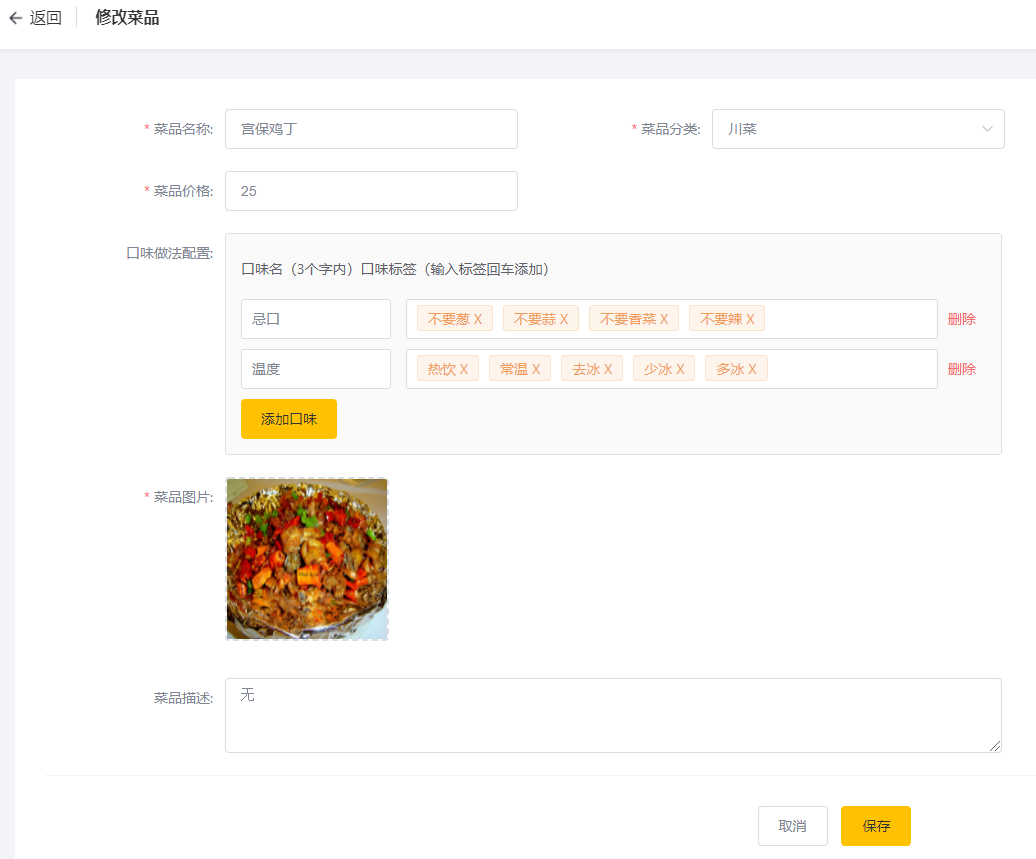 返回 修改菜品
* 菜品名称: 宫保鸡丁 * 菜品分类: 川菜
* 菜品价格: 25
口味做法配置:
口味名（3个字内）口味标签（输入标签回车添加）
忌口 不要葱 X 不要蒜 X 不要香菜 X 不要辣 X 删除
温度 热饮 X 常温 X 去冰 X 少冰 X 多冰 X 删除
添加口味
* 菜品图片:
菜品描述: 无
取消 保存